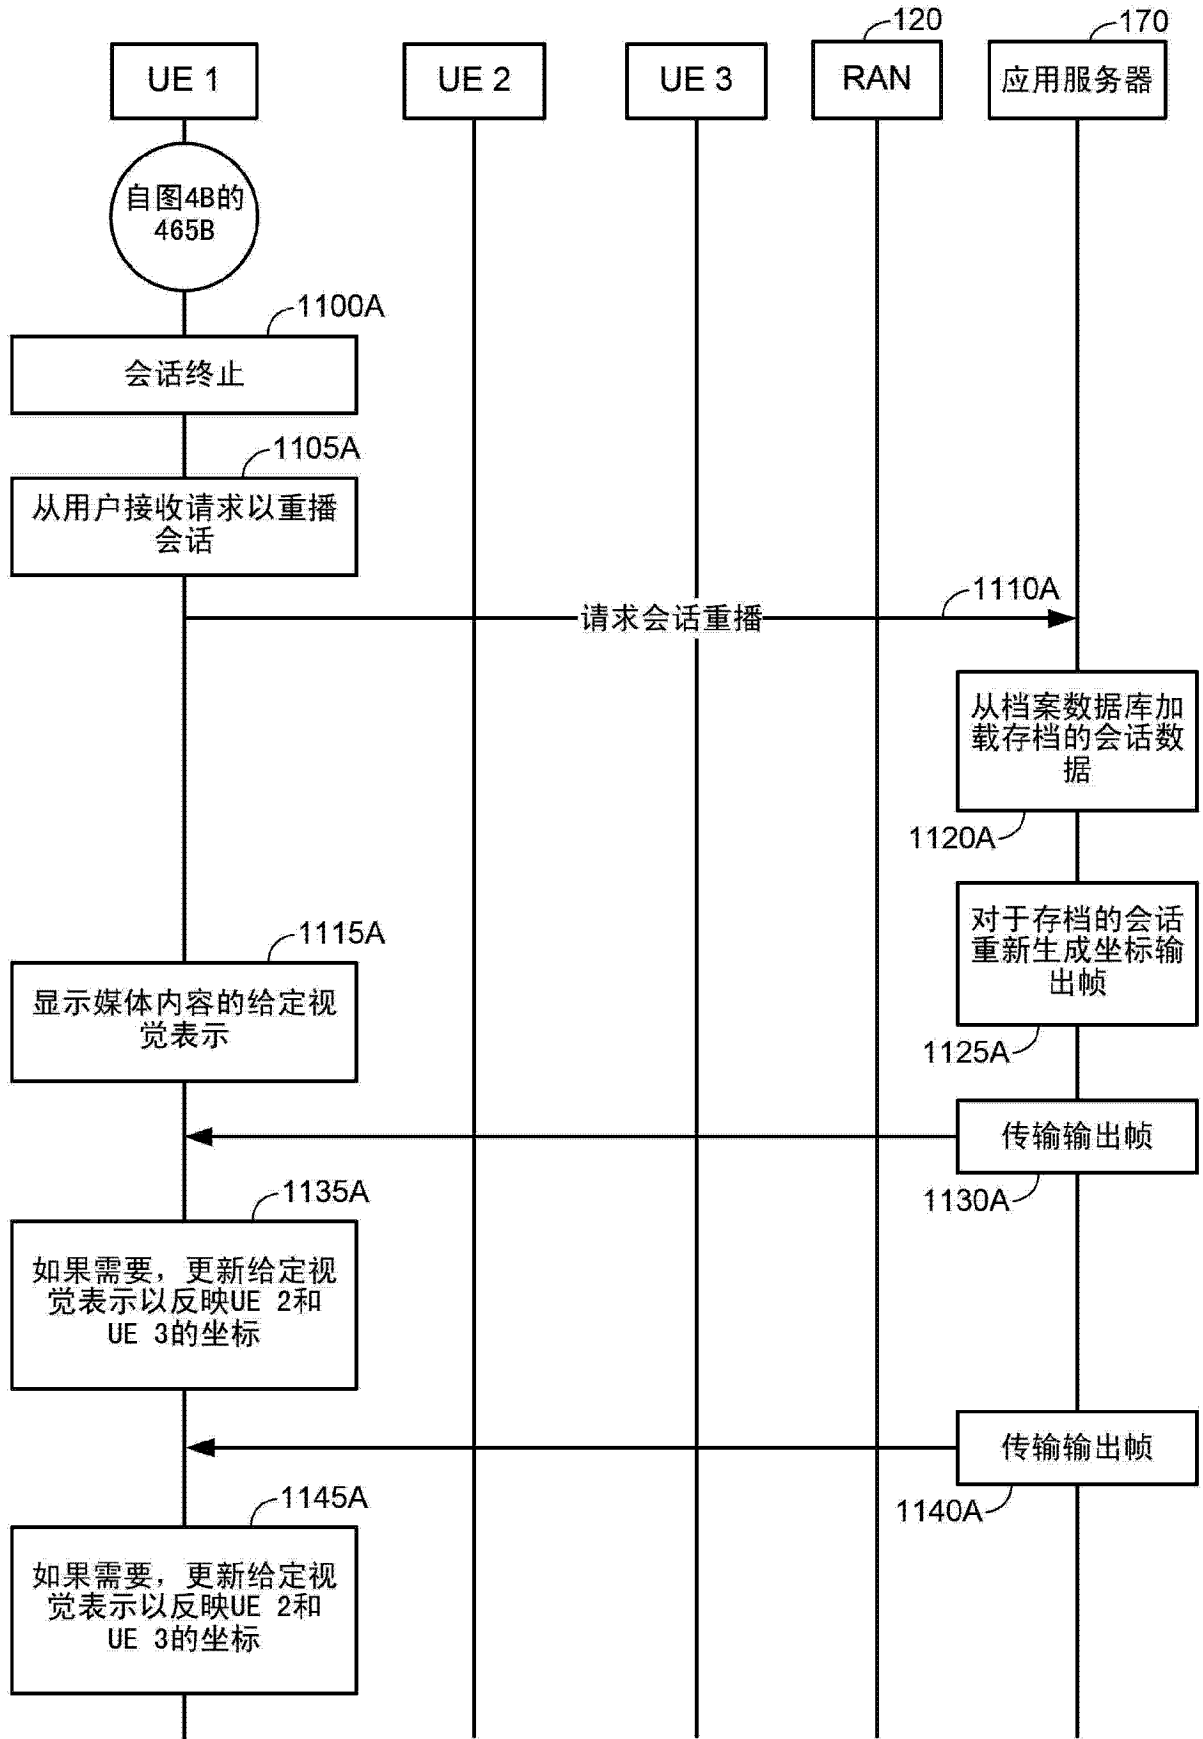 120
170
UE 1
UE 2
UE 3
RAN
应用服务器
自图4B的
465B
1100A
会话终止
1105A
从用户接收请求以重播
会话
1110A
请求会话重播
从档案数据库加
载存档的会话数
据
1120A
对于存档的会话
重新生成坐标输
出帧
1125A
1115A
显示媒体内容的给定视
觉表示
传输输出帧
1130A
1135A
如果需要，更新给定视
觉表示以反映UE 2和
UE 3的坐标
传输输出帧
1140A
1145A
如果需要，更新给定视
觉表示以反映UE 2和
UE 3的坐标